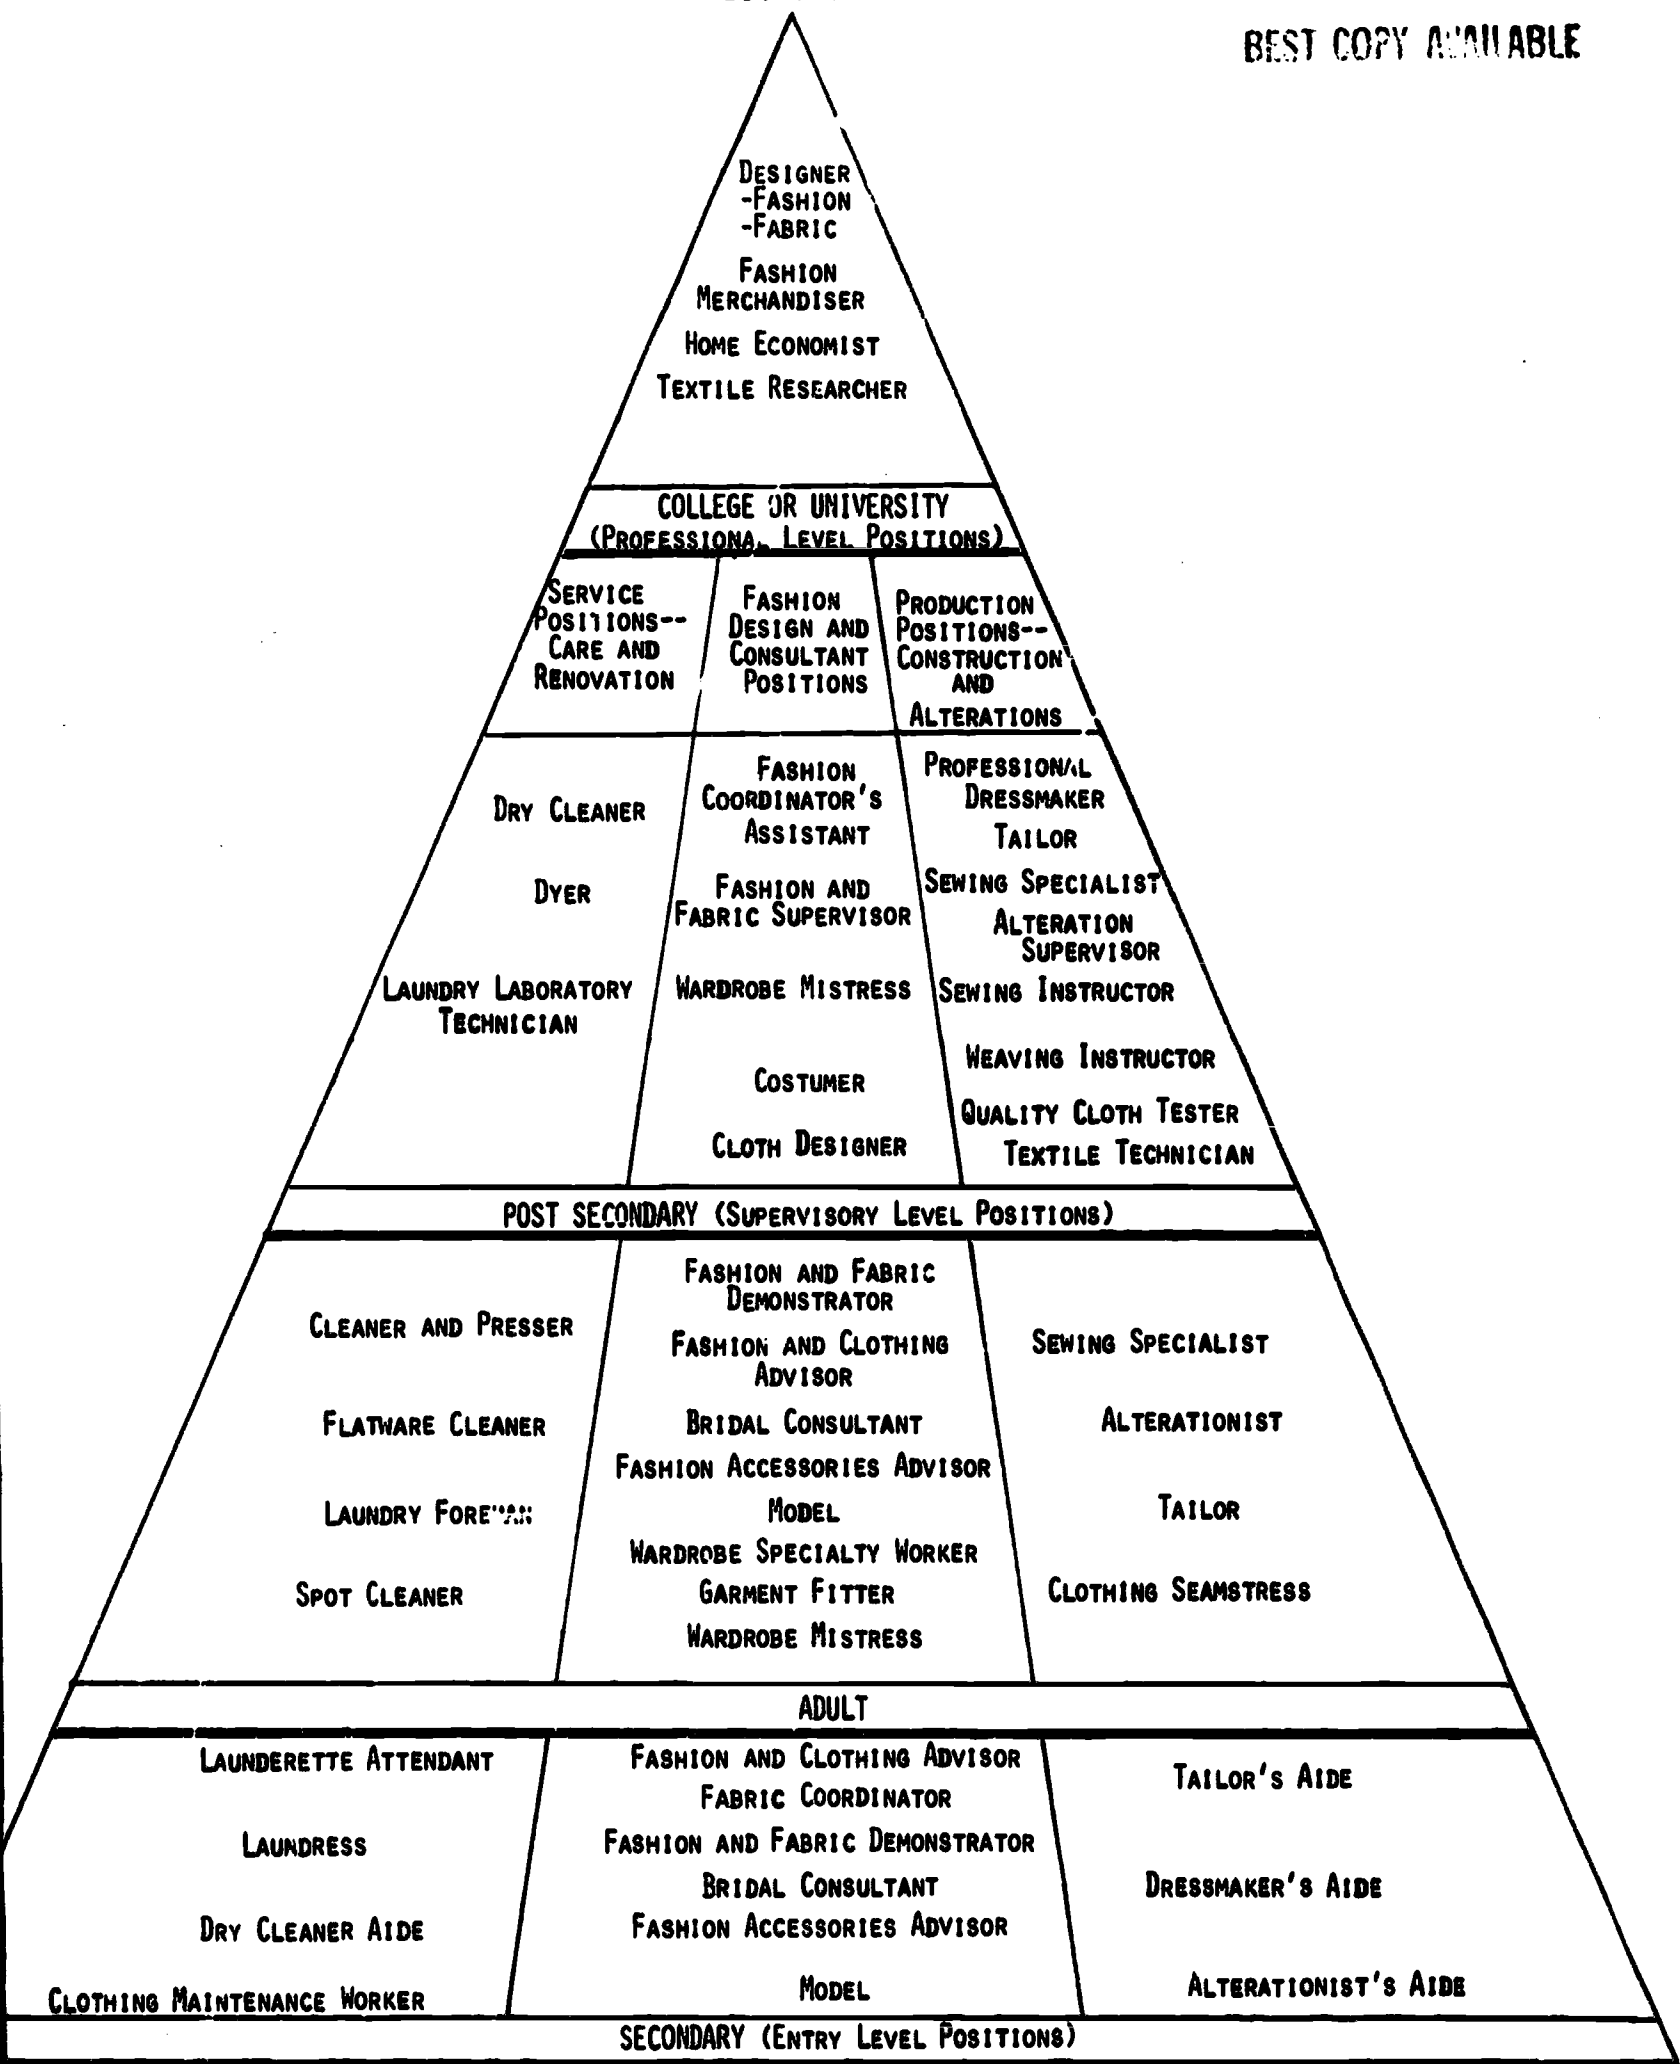 BEST COPY AVAILABLE
DESIGNER
-FASHION
-FABRIC
FASHION
MERCHANDISER
HOME ECONOMIST
TEXTILE RESEARCHER
COLLEGE OR UNIVERSITY
(PROFESSIONAL LEVEL POSITIONS)
SERVICE
POSITIONS--
CARE AND
RENOVATION
FASHION
DESIGN AND
CONSULTANT
POSITIONS
PRODUCTION
POSITIONS--
CONSTRUCTION
AND
ALTERATIONS
DRY CLEANER
DYER
LAUNDRY LABORATORY
TECHNICIAN
FASHION
COORDINATOR'S
ASSISTANT
FASHION AND
FABRIC SUPERVISOR
WARDROBE MISTRESS
COSTUMER
CLOTH DESIGNER
PROFESSIONAL
DRESSMAKER
TAILOR
SEWING SPECIALIST
ALTERATION
SUPERVISOR
SEWING INSTRUCTOR
WEAVING INSTRUCTOR
QUALITY CLOTH TESTER
TEXTILE TECHNICIAN
POST SECONDARY (SUPERVISORY LEVEL POSITIONS)
CLEANER AND PRESSER
FLATWARE CLEANER
LAUNDRY FOREMAN
SPOT CLEANER
FASHION AND FABRIC
DEMONSTRATOR
FASHION AND CLOTHING
ADVISOR
BRIDAL CONSULTANT
FASHION ACCESSORIES ADVISOR
MODEL
WARDROBE SPECIALTY WORKER
GARMENT FITTER
WARDROBE MISTRESS
SEWING SPECIALIST
ALTERATIONIST
TAILOR
CLOTHING SEAMSTRESS
ADULT
LAUNDERETTE ATTENDANT
LAUNDRESS
DRY CLEANER AIDE
CLOTHING MAINTENANCE WORKER
FASHION AND CLOTHING ADVISOR
FABRIC COORDINATOR
FASHION AND FABRIC DEMONSTRATOR
BRIDAL CONSULTANT
FASHION ACCESSORIES ADVISOR
MODEL
TAILOR'S AIDE
DRESSMAKER'S AIDE
ALTERATIONIST'S AIDE
SECONDARY (ENTRY LEVEL POSITIONS)